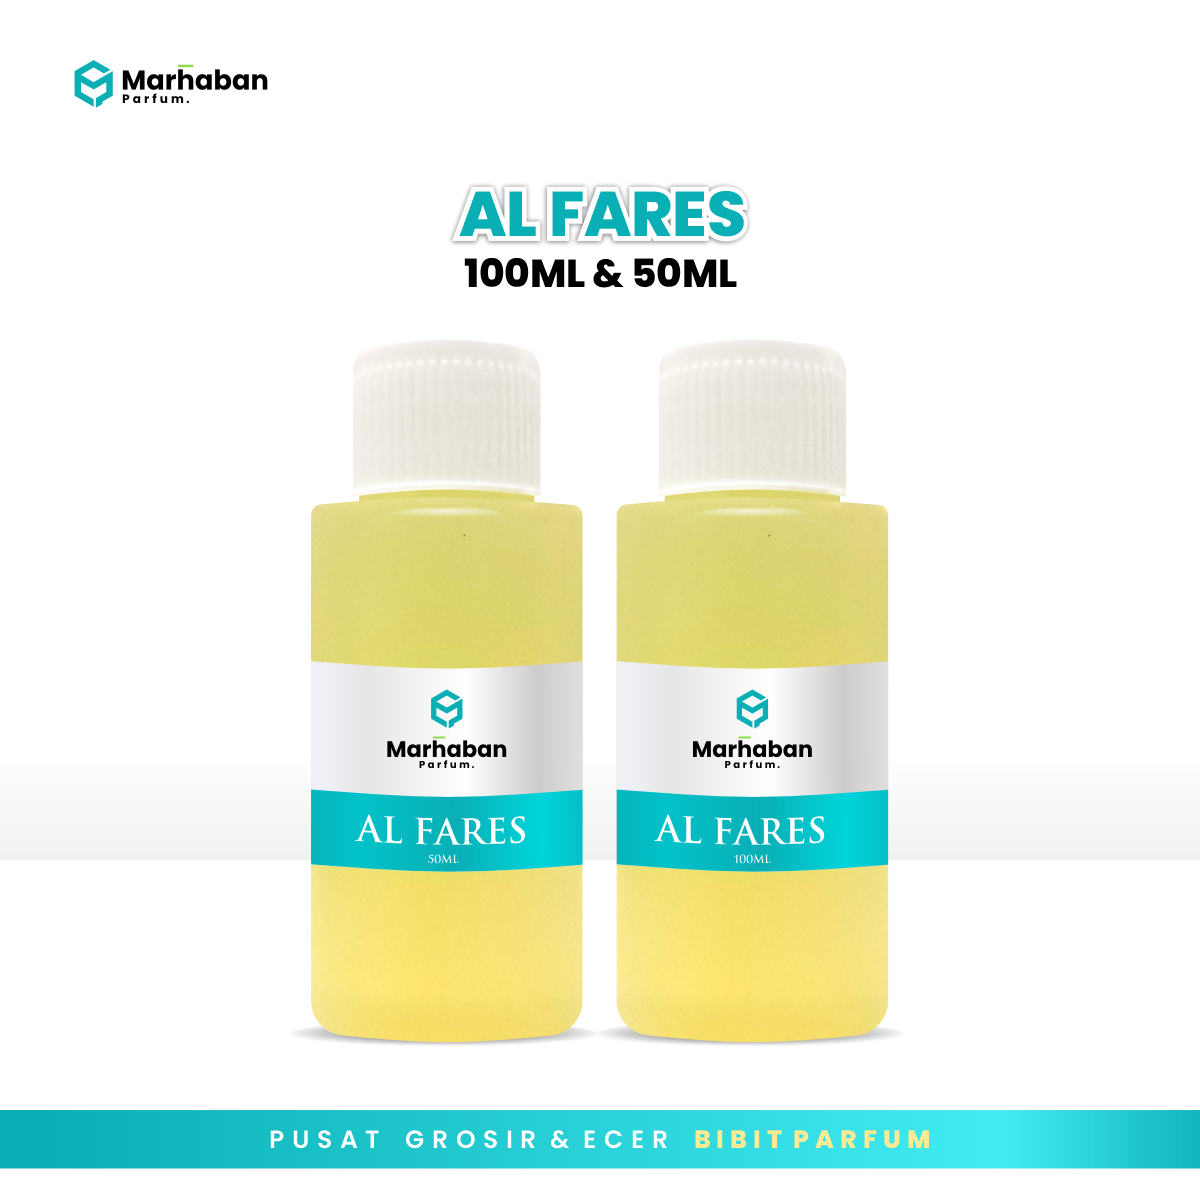 Marhaban
Parfum.
AL FARES
100ML & 50ML
Marhaban
Parfum.
AL FARES
50ML
Marhaban
Parfum.
AL FARES
100ML
PUSAT GROSIR & ECER BIBIT PARFUM